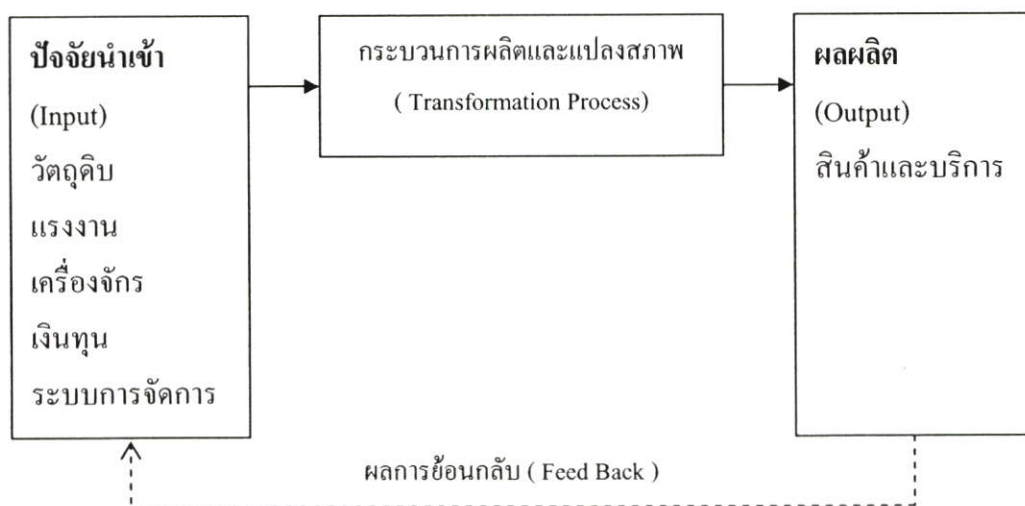 ปัจจัยนำเข้า
(Input)
วัตถุดิบ
แรงงาน
เครื่องจักร
เงินทุน
ระบบการจัดการ
กระบวนการผลิตและแปลงสภาพ
( Transformation Process)
ผลผลิต
(Output)
สินค้าและบริการ
ผลการย้อนกลับ ( Feed Back )